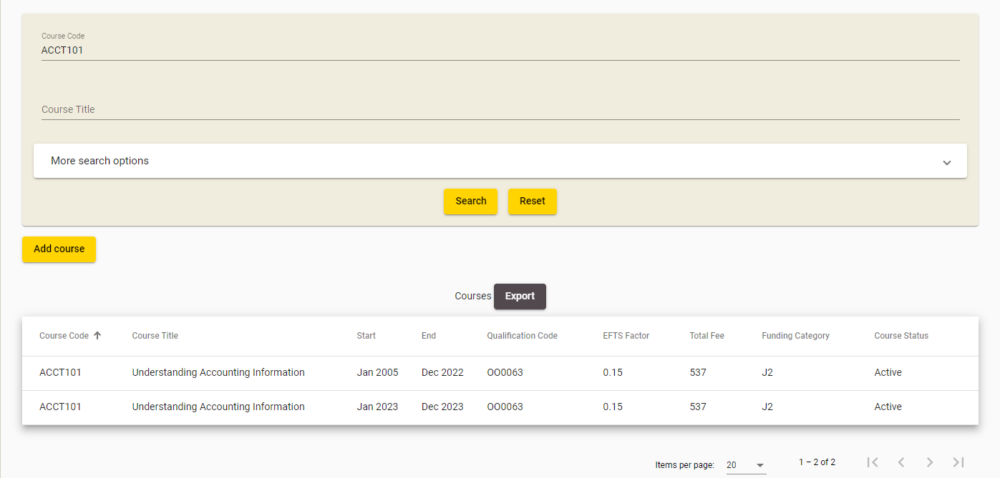 Course Code
ACCT101
Course Title
More search options
Search Reset
Add course
Courses Export
Course Code Course Title Start End Qualification Code EFTS Factor Total Fee Funding Category Course Status
ACCT101 Understanding Accounting Information Jan 2005 Dec 2022 OO0063 0.15 537 J2 Active
ACCT101 Understanding Accounting Information Jan 2023 Dec 2023 OO0063 0.15 537 J2 Active
Items per page: 20 1 – 2 of 2